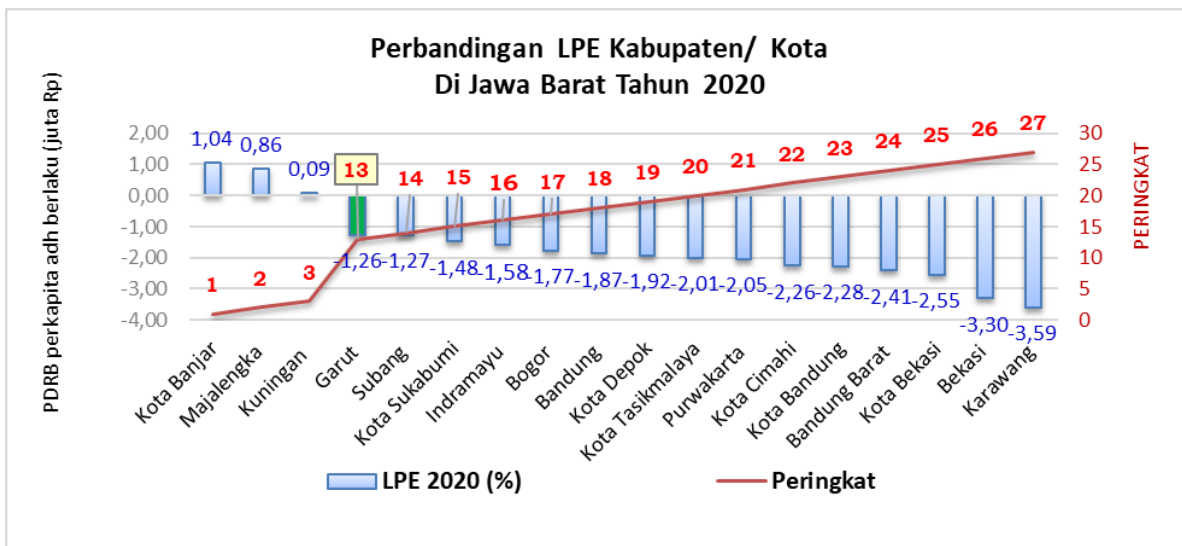 Perbandingan LPE Kabupaten/ Kota
Di Jawa Barat Tahun 2020
PDRB perkapita adh berlaku (juta Rp)
2,00
1,00
0,00
-1,00
-2,00
-3,00
-4,00
1,04
0,86
0,09
-1,26
-1,27
-1,48
-1,58
-1,77
-1,87
-1,92
-2,01
-2,05
-2,26
-2,28
-2,41
-2,55
-3,30
-3,59
1
2
3
13
14
15
16
17
18
19
20
21
22
23
24
25
26
27
30
25
20
15
10
5
0
PERINGKAT
Kota Banjar
Majalengka
Kuningan
Garut
Subang
Kota Sukabumi
Indramayu
Bogor
Bandung
Kota Depok
Kota Tasikmalaya
Purwakarta
Kota Cimahi
Kota Bandung
Bandung Barat
Kota Bekasi
Bekasi
Karawang
LPE 2020 (%)
Peringkat